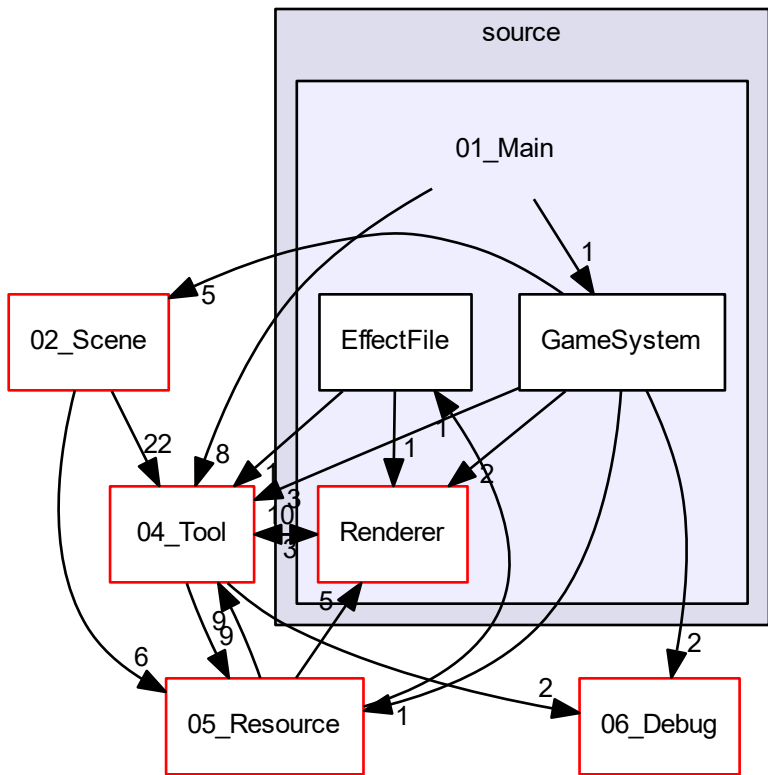 source
01_Main
1
5
02_Scene
EffectFile
GameSystem
1
22
8
1
1
2
3
10
04_Tool
Renderer
3
5
9
9
6
2
2
05_Resource
1
06_Debug